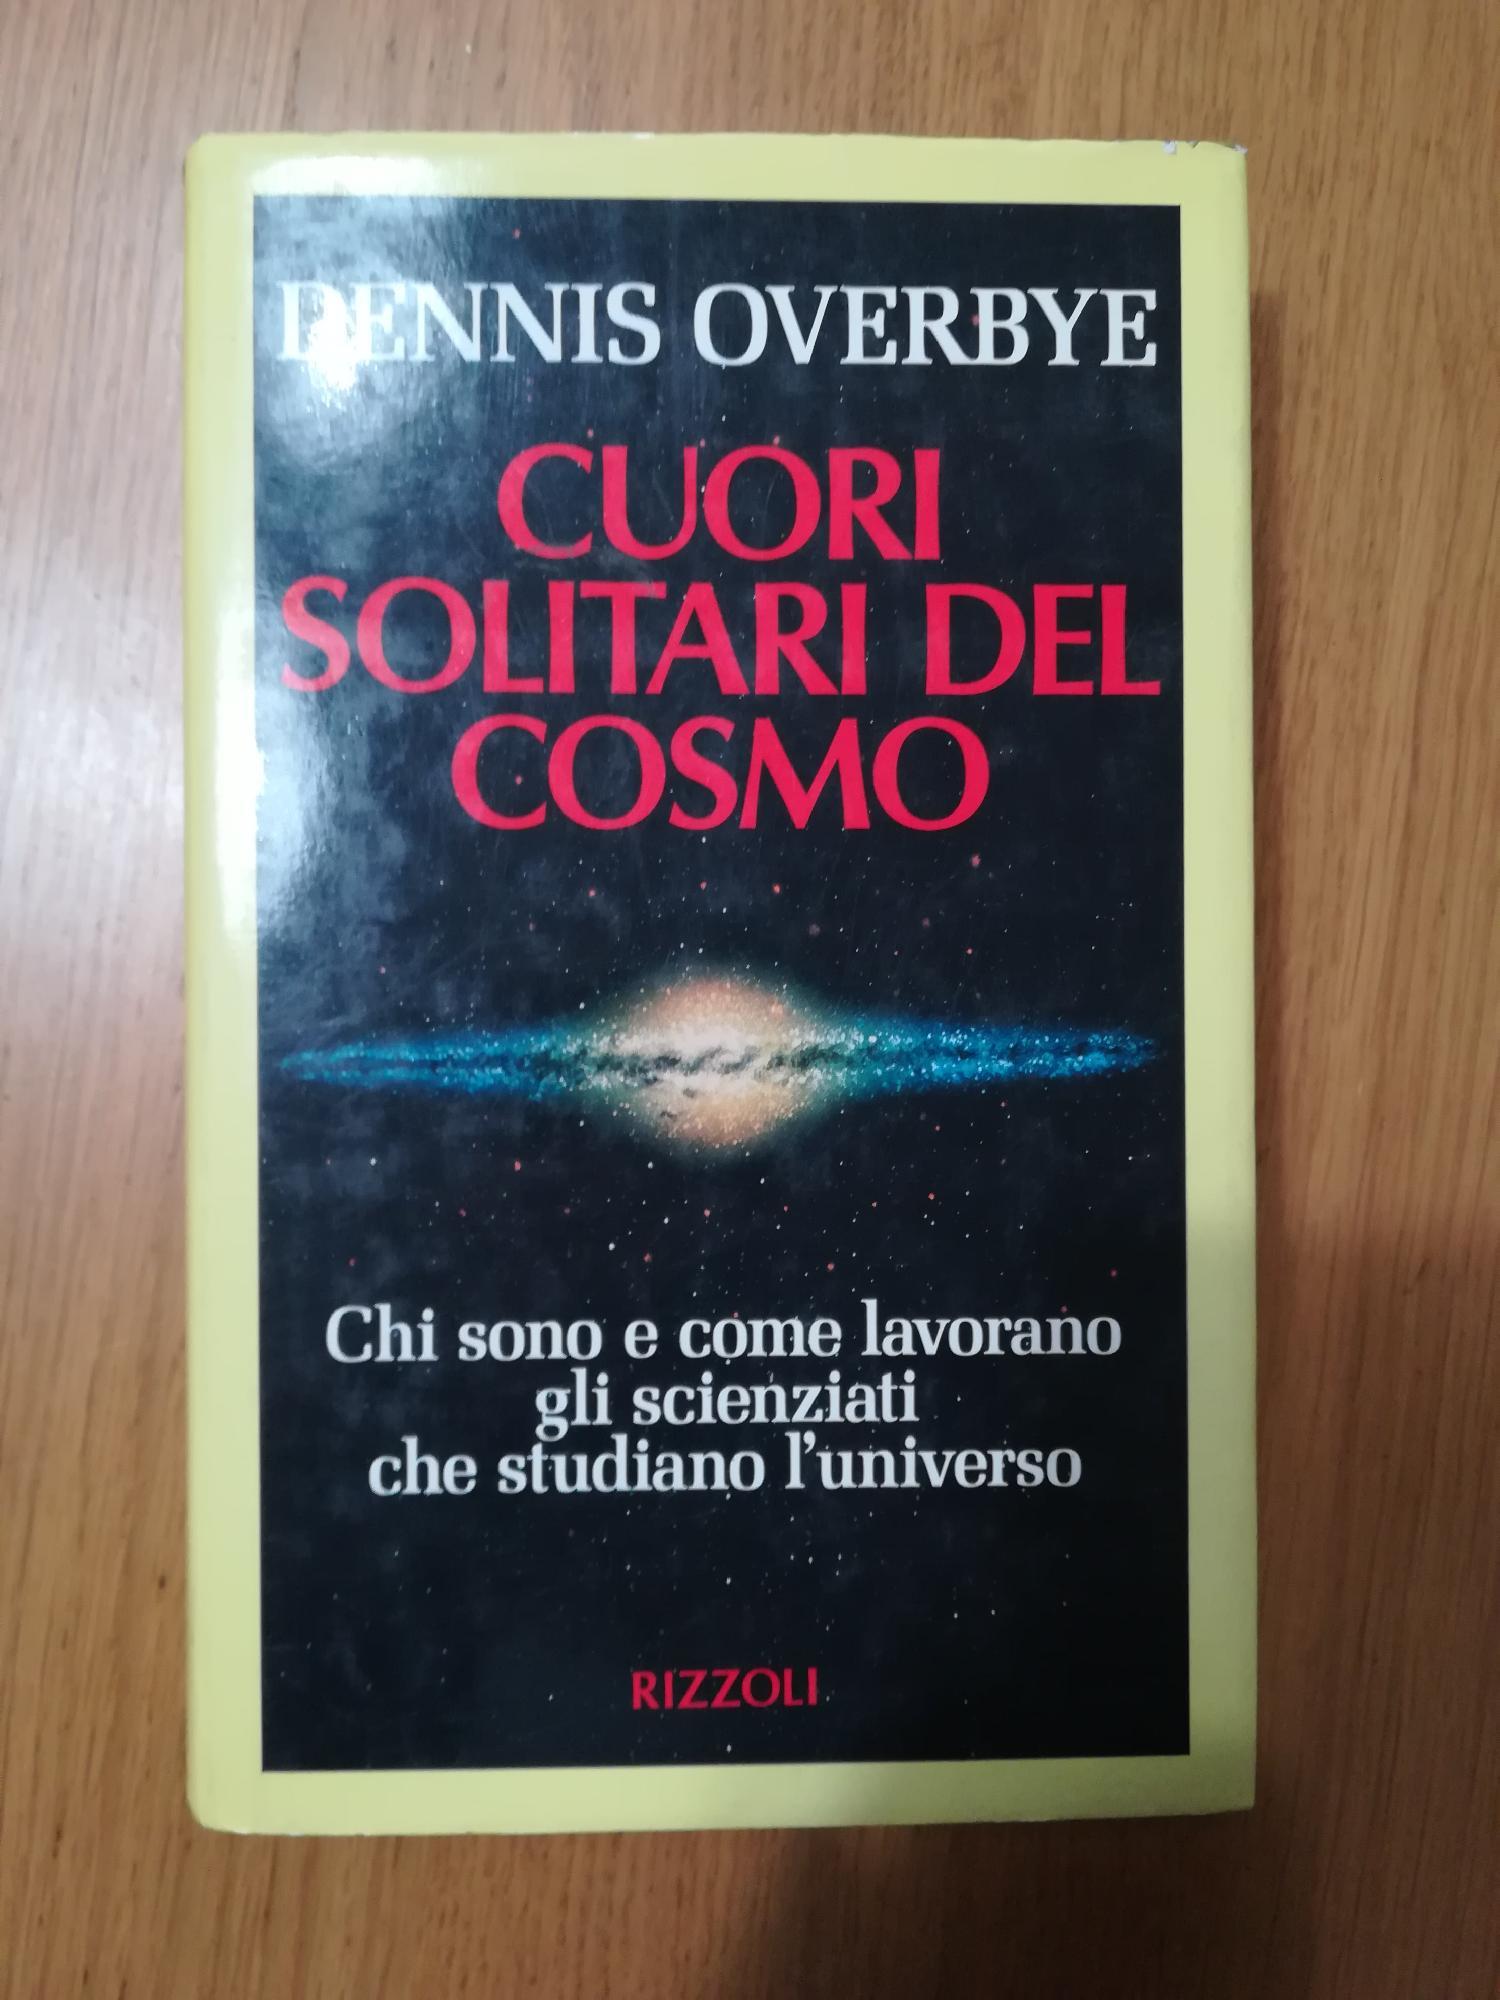 DENNIS OVERBYE
CUORI
SOLITARI DEL
COSMO
Chi sono e come lavorano
gli scienziati
che studiano l'universo
RIZZOLI